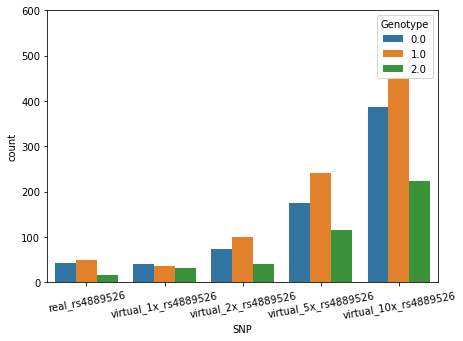 600
500
400
300
200
100
0
count
Genotype
0.0
1.0
2.0
real_rs4889526
virtual_1x_rs4889526
virtual_2x_rs4889526
virtual_5x_rs4889526
virtual_10x_rs4889526
SNP